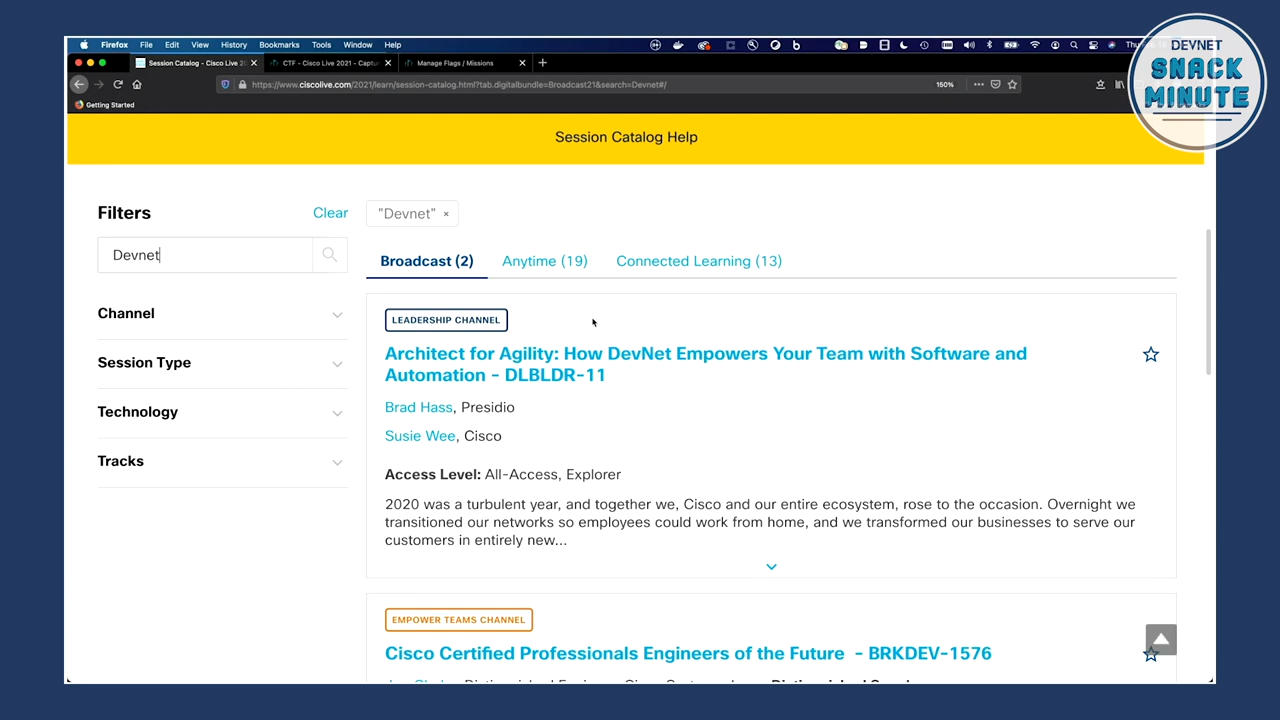 Firefox File Edit View History Bookmarks Tools Window Help
DEVNET
SNACK
MINUTE
Session Catalog - Cisco Live 2
CTF - Cisco Live 2021 - Captur
Manage Flags / Missions
https://www.ciscolive.com/2021/learn/session-catalog.html?tab.digitalbundle=Broadcast21&search=Devnet#/
150%
Getting Started
Session Catalog Help
Filters
Clear
"Devnet" ×
Devnet
Broadcast (2) Anytime (19) Connected Learning (13)
Channel
Session Type
Technology
Tracks
LEADERSHIP CHANNEL
Architect for Agility: How DevNet Empowers Your Team with Software and
Automation - DLBLDR-11
Brad Hass, Presidio
Susie Wee, Cisco
Access Level: All-Access, Explorer
2020 was a turbulent year, and together we, Cisco and our entire ecosystem, rose to the occasion. Overnight we
transitioned our networks so employees could work from home, and we transformed our businesses to serve our
customers in entirely new...
EMPOWER TEAMS CHANNEL
Cisco Certified Professionals Engineers of the Future - BRKDEV-1576